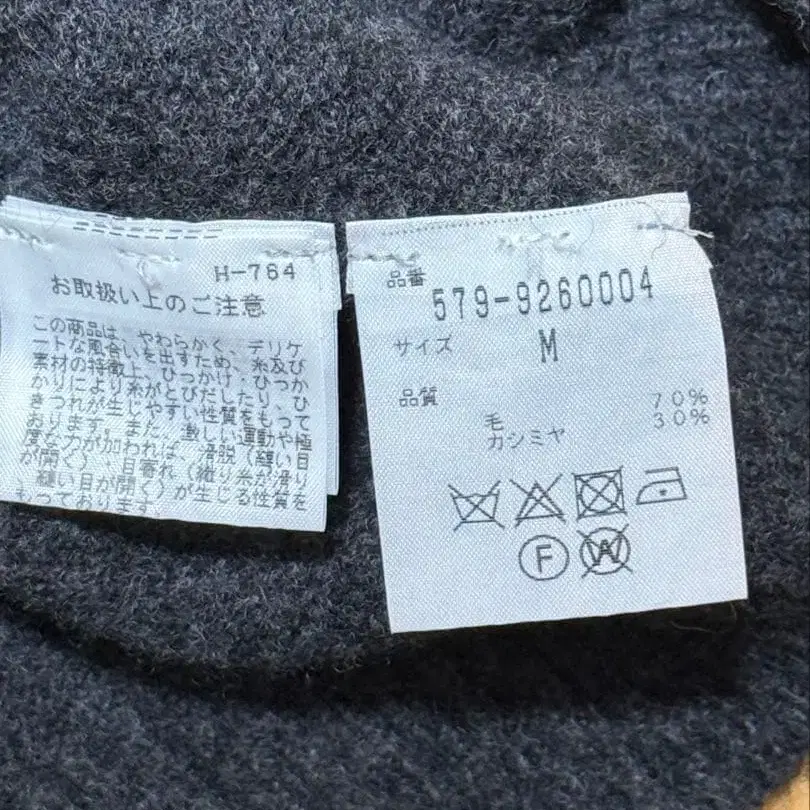 H-764
お取扱い上のご注意
この商品は、やわらかく、デリケ
ートな風合いを出すため、糸及び
素材の特徴上、ひっかけ・ひっか
かりにより糸がとびだしたり、ひ
きつれが生じやすい性質をもって
おります。また、激しい運動や極
度な力が加われば、滑脱(縫い目
が開く)・目寄れ(織り糸が滑り
縫い目が開く)が生じる性質を
もっております。
品番
579-9260004
サイズ M
品質
毛 70%
カシミヤ 30%
F W